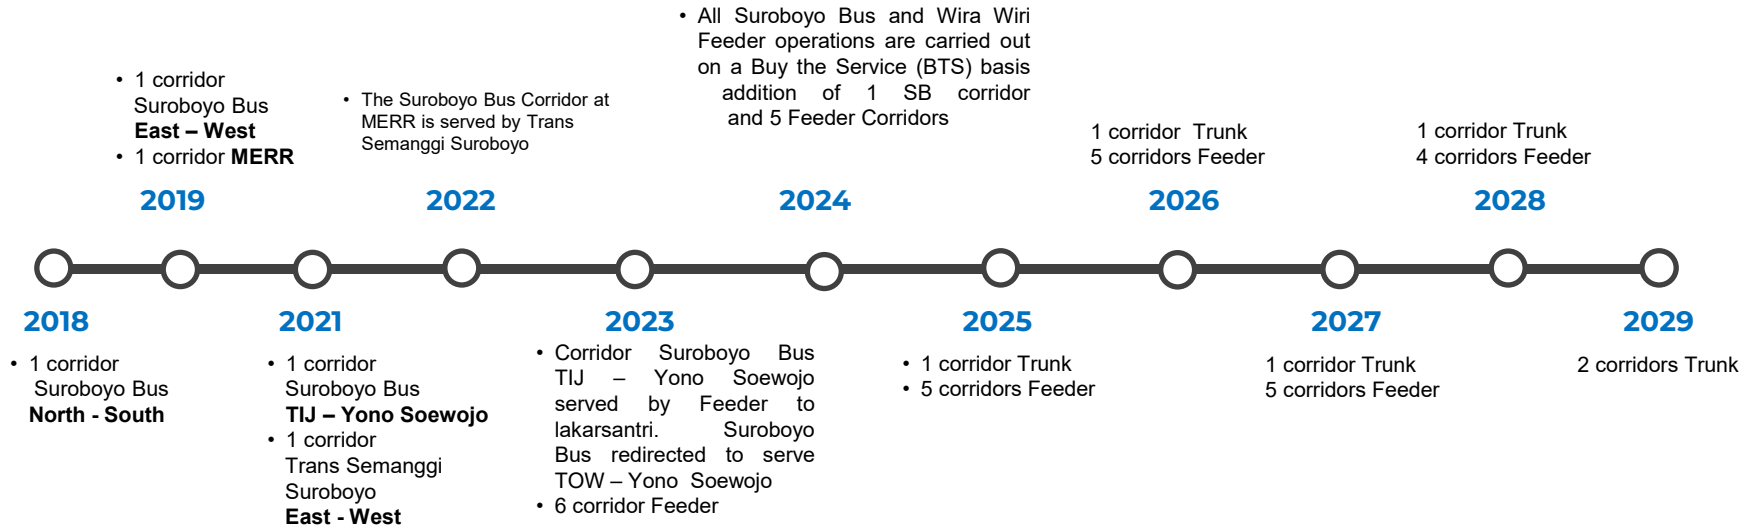 • All Suroboyo Bus and Wira Wiri
Feeder operations are carried out
on a Buy the Service (BTS) basis
addition of 1 SB corridor
and 5 Feeder Corridors
• 1 corridor
Suroboyo Bus
East – West
• 1 corridor MERR
• The Suroboyo Bus Corridor at
MERR is served by Trans
Semanggi Suroboyo
1 corridor Trunk
5 corridors Feeder
1 corridor Trunk
4 corridors Feeder
2019
2022
2024
2026
2028
2018
2021
2023
2025
2027
2029
• 1 corridor
Suroboyo Bus
North - South
• 1 corridor
Suroboyo Bus
TIJ – Yono Soewojo
• 1 corridor
Trans Semanggi
Suroboyo
East - West
• Corridor Suroboyo Bus
TIJ – Yono Soewojo
served by Feeder to
lakarsantri. Suroboyo
Bus redirected to serve
TOW – Yono Soewojo
• 6 corridor Feeder
• 1 corridor Trunk
• 5 corridors Feeder
1 corridor Trunk
5 corridors Feeder
2 corridors Trunk